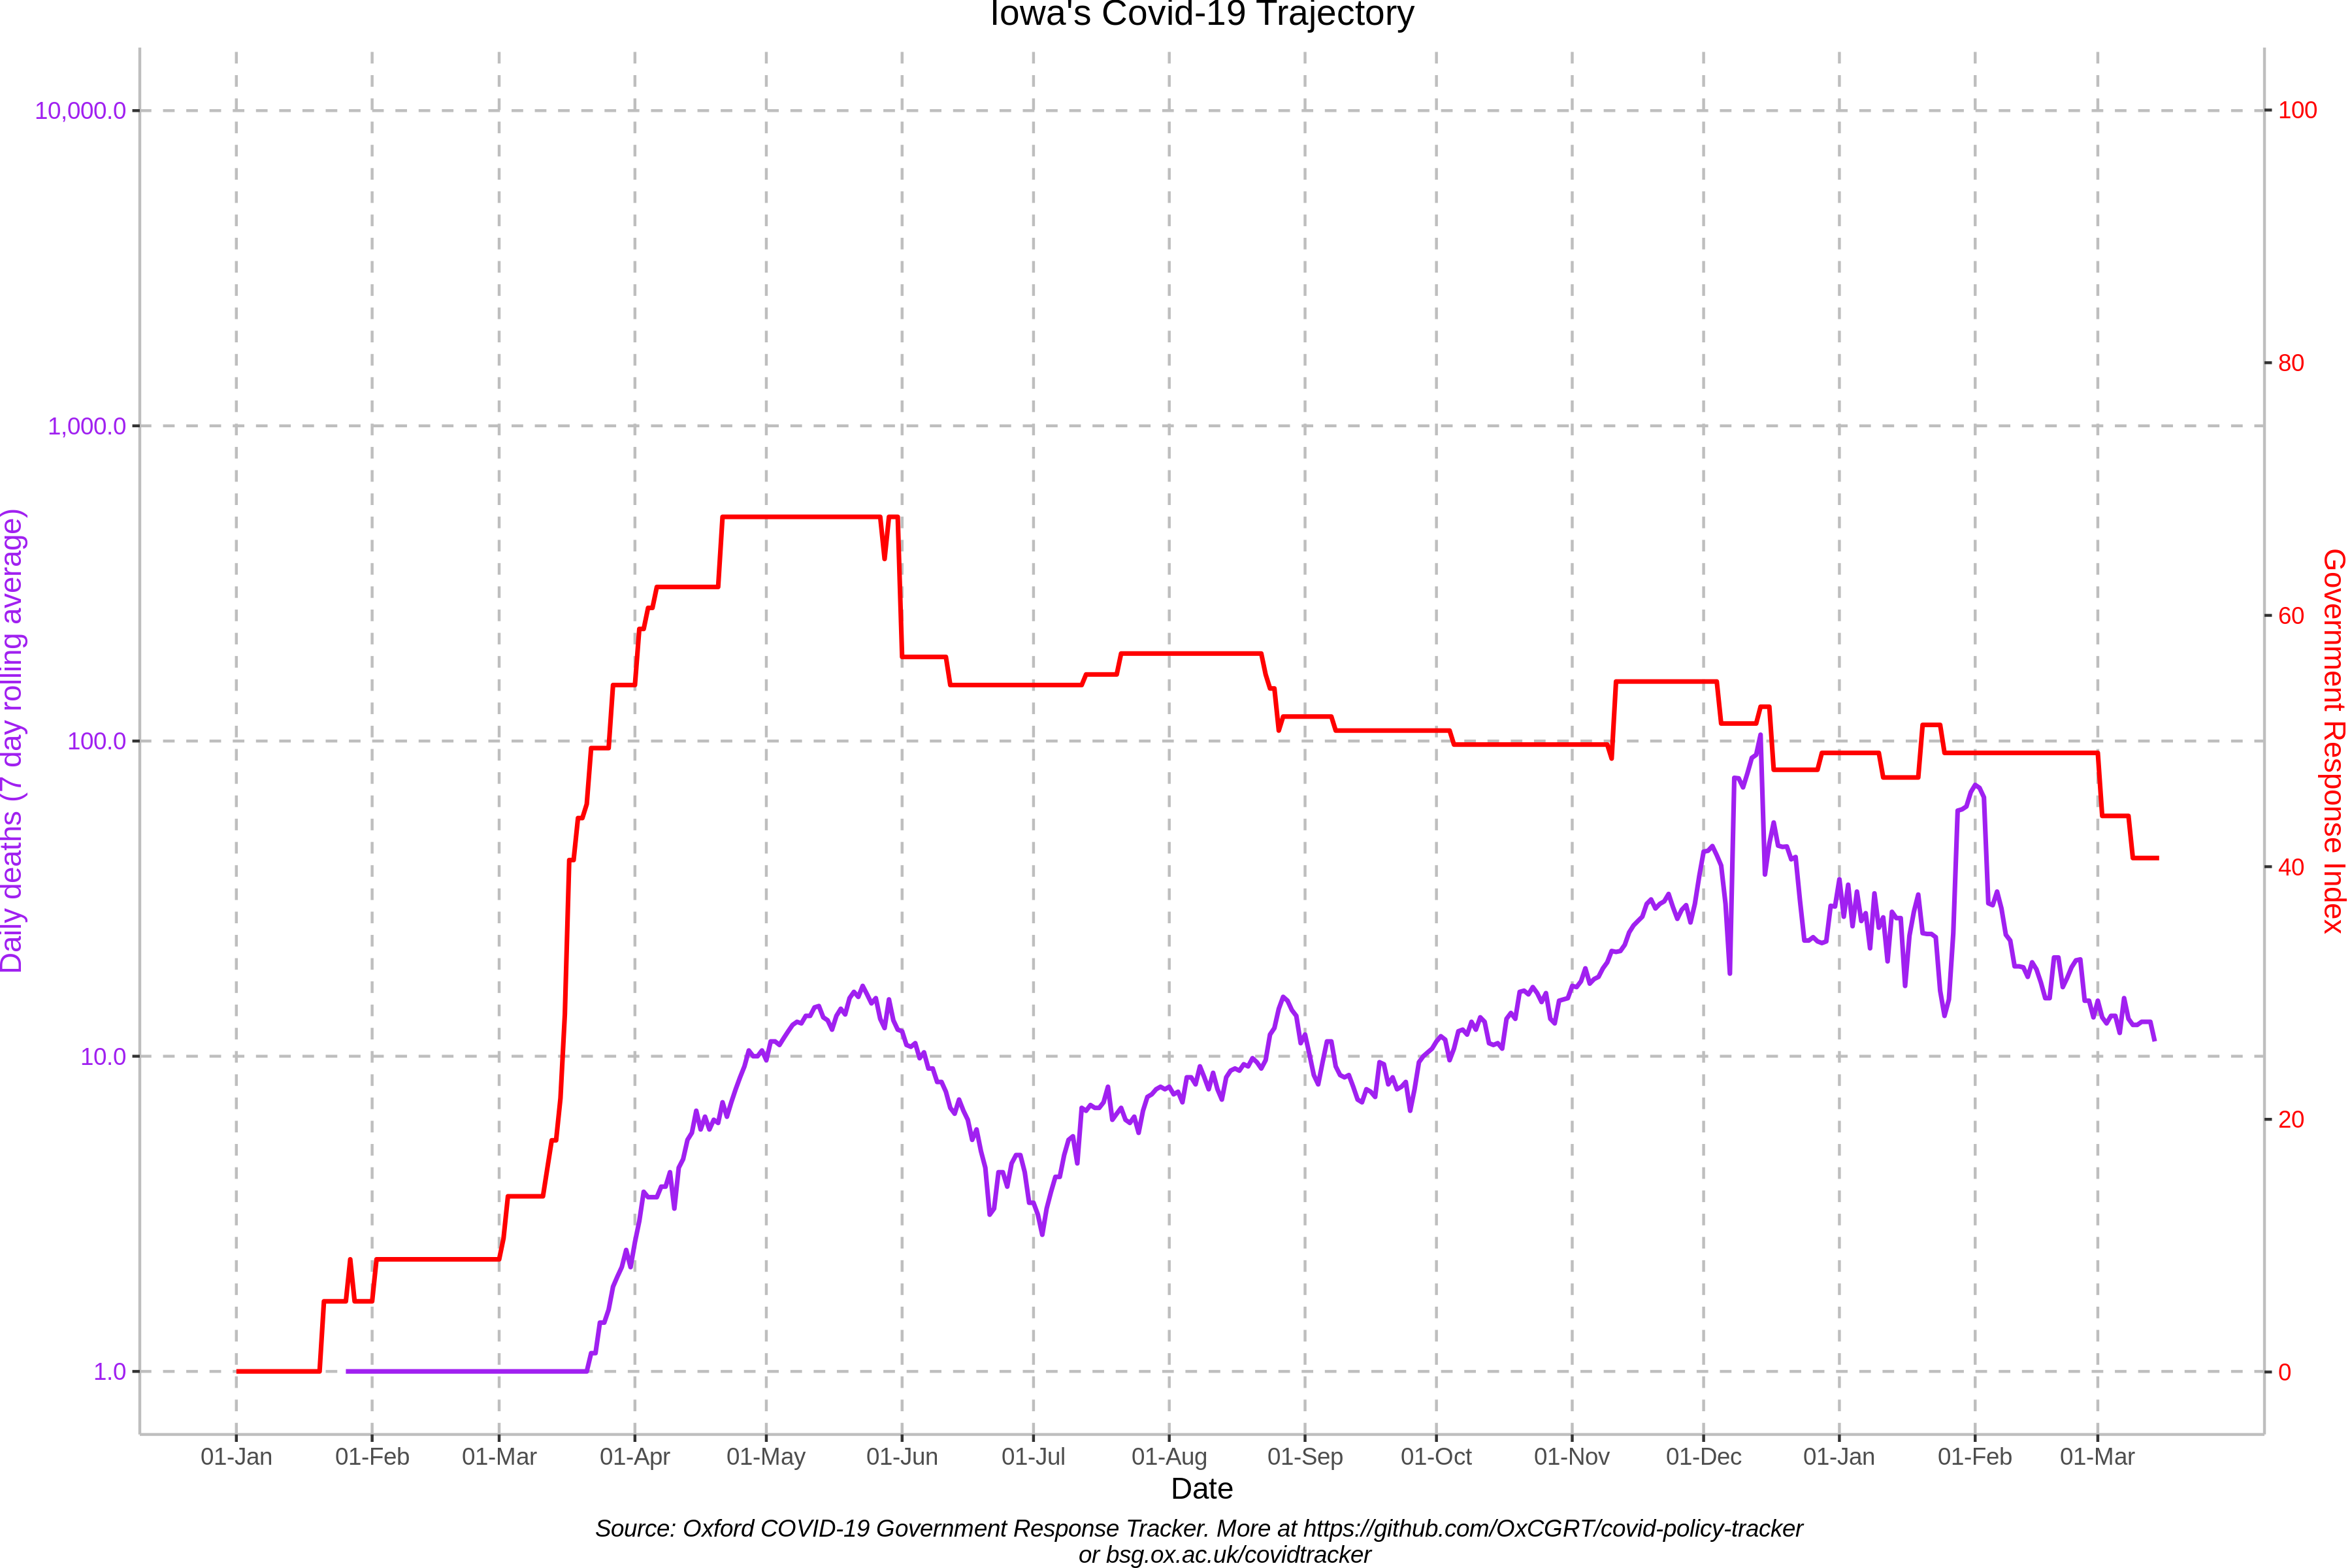 Iowa's Covid-19 Trajectory
10,000.0
1,000.0
100.0
10.0
1.0
Daily deaths (7 day rolling average)
100
80
60
40
20
0
Government Response Index
01-Jan 01-Feb 01-Mar 01-Apr 01-May 01-Jun 01-Jul 01-Aug 01-Sep 01-Oct 01-Nov 01-Dec 01-Jan 01-Feb 01-Mar
Date
Source: Oxford COVID-19 Government Response Tracker. More at https://github.com/OxCGRT/covid-policy-tracker
or bsg.ox.ac.uk/covidtracker